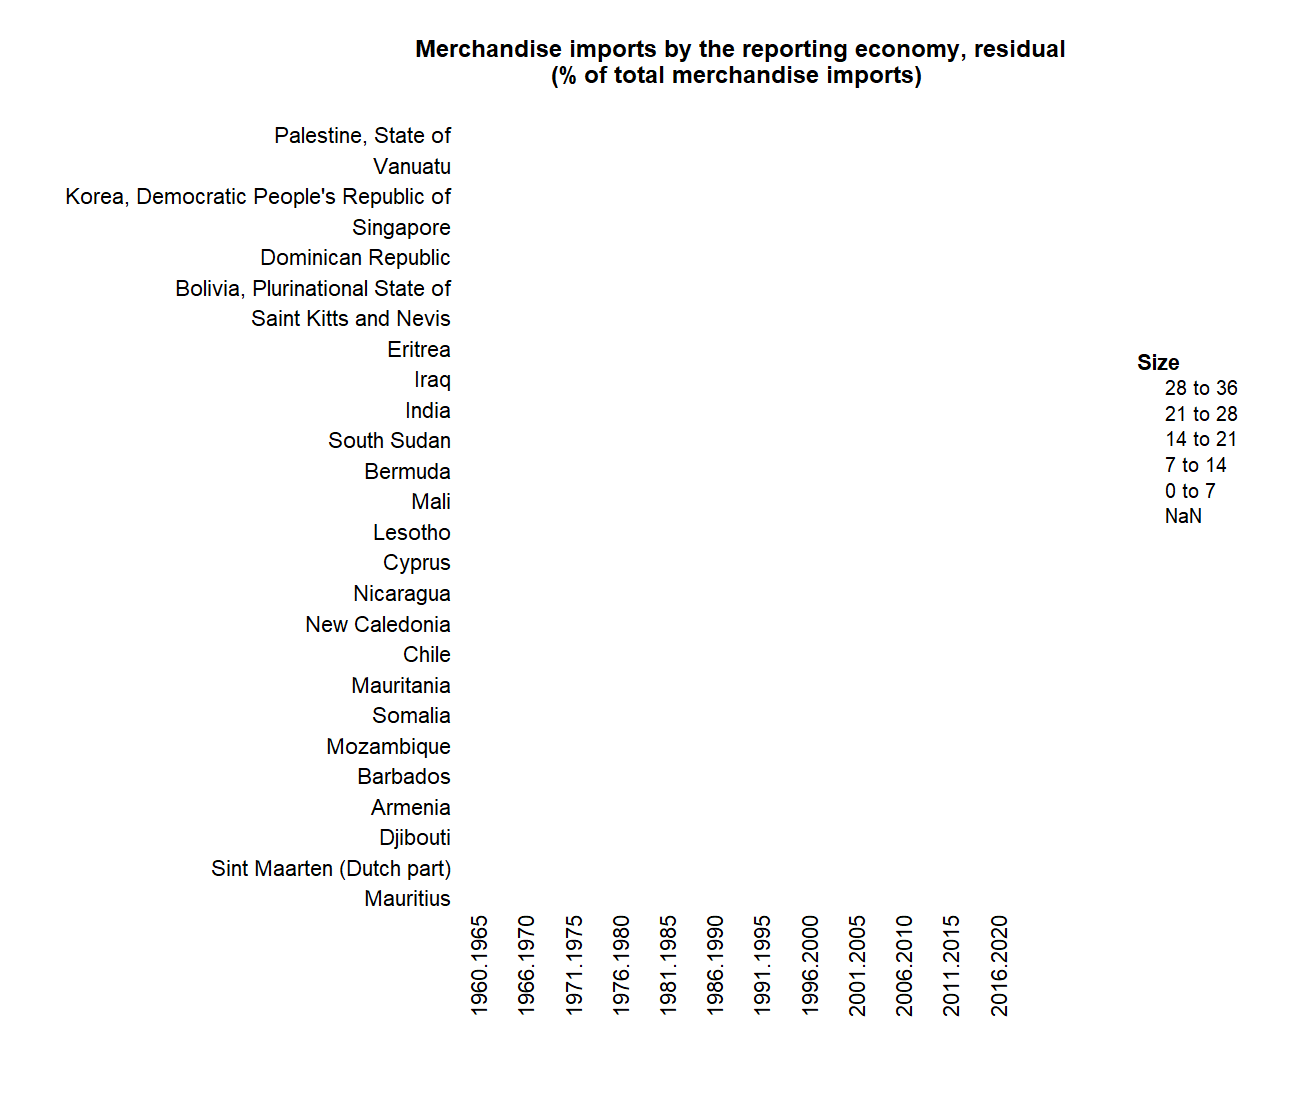 Merchandise imports by the reporting economy, residual
(% of total merchandise imports)
Palestine, State of
Vanuatu
Korea, Democratic People's Republic of
Singapore
Dominican Republic
Bolivia, Plurinational State of
Saint Kitts and Nevis
Eritrea
Iraq
India
South Sudan
Bermuda
Mali
Lesotho
Cyprus
Nicaragua
New Caledonia
Chile
Mauritania
Somalia
Mozambique
Barbados
Armenia
Djibouti
Sint Maarten (Dutch part)
Mauritius
1960.1965
1966.1970
1971.1975
1976.1980
1981.1985
1986.1990
1991.1995
1996.2000
2001.2005
2006.2010
2011.2015
2016.2020
Size
28 to 36
21 to 28
14 to 21
7 to 14
0 to 7
NaN